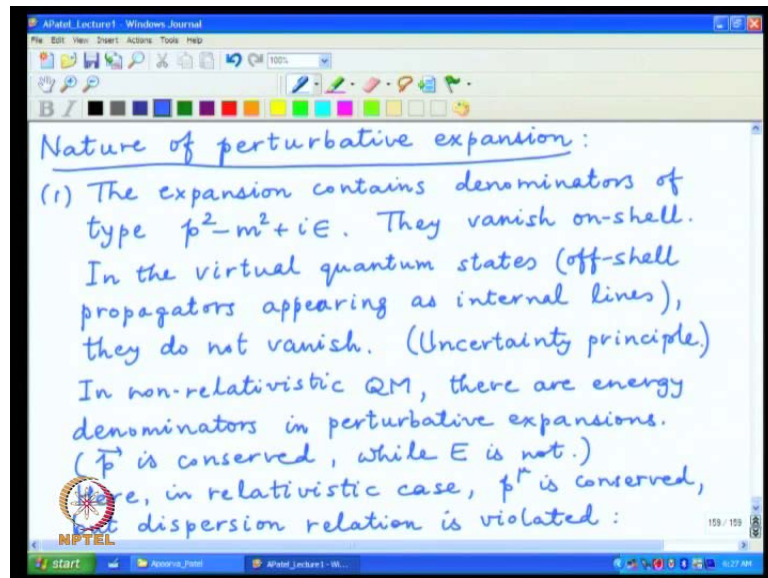 APatel_Lecture1 - Windows Journal
File Edit View Insert Actions Tools Help
100%
B I
Nature of perturbative expansion :
(1) The expansion contains denominators of
type p² - m² + iϵ. They vanish on-shell.
In the virtual quantum states (off-shell
propagators appearing as internal lines),
they do not vanish. (Uncertainty principle.)
In non-relativistic QM, there are energy
denominators in perturbative expansions.
(p⃗ is conserved, while E is not.)
Here, in relativistic case, p^μ is conserved,
but dispersion relation is violated :
159 / 159
NPTEL
start Apoorva_Patel APatel_Lecture1 - Wi... 6:27 AM